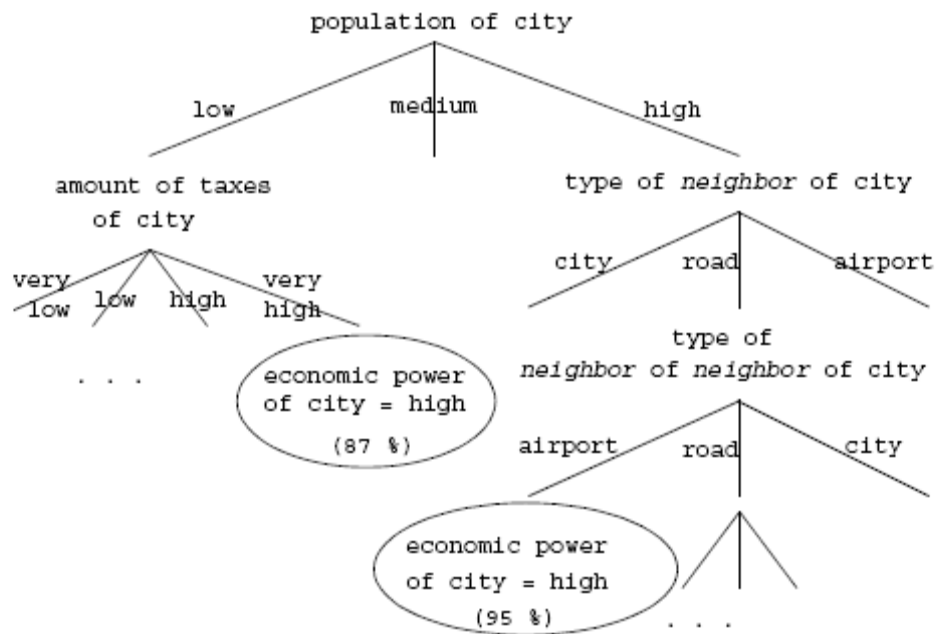 population of city
low
medium
high
amount of taxes
of city
type of neighbor of city
very
low
low
high
very
high
city
road
airport
. . .
economic power
of city = high
(87 %)
type of
neighbor of neighbor of city
airport
road
city
economic power
of city = high
(95 %)
. . .